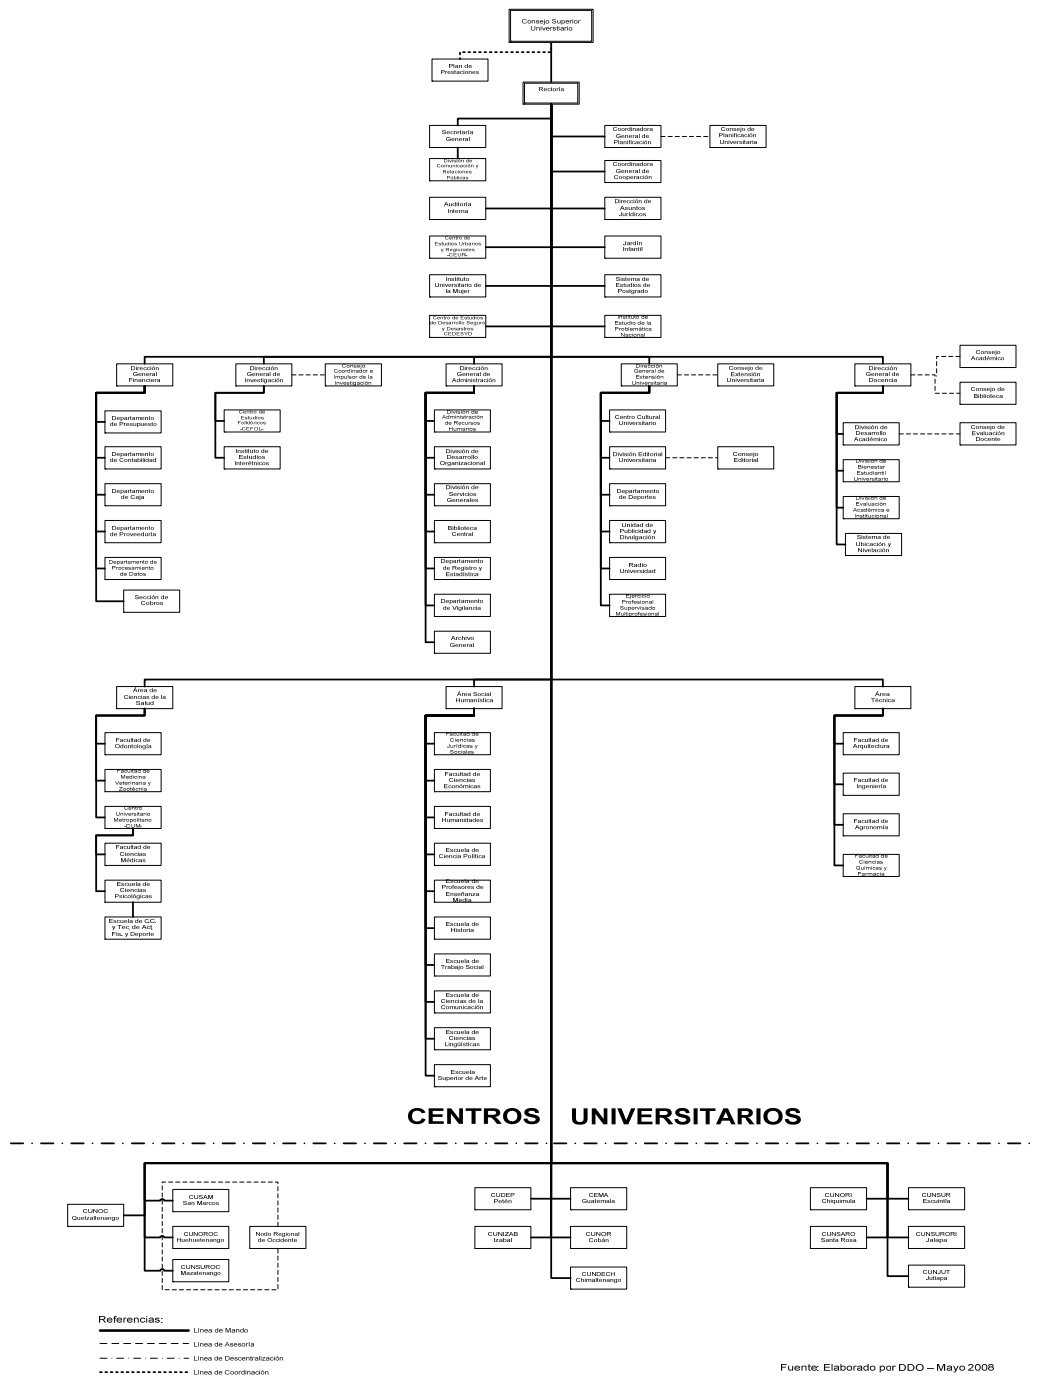 Consejo Superior
Universtiario
Plan de
Prestaciones
Rectoría
Secretaría
General
Coordinadora
General de
Planificación
Consejo de
Planificación
Universitaria
División de
Comunicación y
Relaciones
Públicas
Coordinadora
General de
Cooperación
Auditoría
Interna
Dirección de
Asuntos
Jurídicos
Centro de
Estudios Urbanos
y Regionales
-CEUR-
Jardín
Infantil
Instituto
Universitario de
la Mujer
Sistema de
Estudios de
Postgrado
Centro de Estudios
de Desarrollo Seguro
y Desastres
CEDESYD
Instituto de
Estudio de la
Problemática
Nacional
Dirección
General
Financiera
Dirección
General de
Investigación
Consejo
Coordinador e
Impulsor de la
Investigación
Dirección
General de
Administración
Dirección
General de
Extensión
Universitaria
Consejo de
Extensión
Universitaria
Dirección
General de
Docencia
Consejo
Académico
Consejo de
Biblioteca
Departamento
de Presupuesto
Departamento
de Contabilidad
Departamento
de Caja
Departamento
de Proveeduría
Departamento de
Procesamiento
de Datos
Sección de
Cobros
Centro de
Estudios
Folklóricos
-CEFOL-
Instituto de
Estudios
Interétnicos
División de
Administración
de Recursos
Humanos
División de
Desarrollo
Organizacional
División de
Servicios
Generales
Biblioteca
Central
Departamento
de Registro y
Estadística
Departamento
de Vigilancia
Archivo
General
Centro Cultural
Universitario
División Editorial
Universitaria
Consejo
Editorial
Departamento
de Deportes
Unidad de
Publicidad y
Divulgación
Radio
Universidad
Ejercicio
Profesional
Supervisado
Multiprofesional
División de
Desarrollo
Académico
Consejo de
Evaluación
Docente
División de
Bienestar
Estudiantil
Universitario
División de
Evaluación
Académica e
Institucional
Sistema de
Ubicación y
Nivelación
Área de
Ciencias de la
Salud
Área Social
Humanística
Área
Técnica
Facultad de
Odontología
Facultad de
Medicina
Veterinaria y
Zootécnia
Centro
Universitario
Metropolitano
-CUM-
Facultad de
Ciencias
Médicas
Escuela de
Ciencias
Psicológicas
Escuela de C.C.
y Tec. de Act.
Fis. y Deporte
Facultad de
Ciencias
Jurídicas y
Sociales
Facultad de
Ciencias
Económicas
Facultad de
Humanidades
Escuela de
Ciencia Política
Escuela de
Profesores de
Enseñanza
Media
Escuela de
Historia
Escuela de
Trabajo Social
Escuela de
Ciencias de la
Comunicación
Escuela de
Ciencias
Lingüísticas
Escuela
Superior de Arte
Facultad de
Arquitectura
Facultad de
Ingeniería
Facultad de
Agronomía
Facultad de
Ciencias
Químicas y
Farmacia
CENTROS UNIVERSITARIOS
CUNOC
Quetzaltenango
CUSAM
San Marcos
CUNOROC
Huehuetenango
CUNSUROC
Mazatenango
Nodo Regional
de Occidente
CUDEP
Petén
CEMA
Guatemala
CUNIZAB
Izabal
CUNOR
Cobán
CUNDECH
Chimaltenango
CUNORI
Chiquimula
CUNSUR
Escuintla
CUNSARO
Santa Rosa
CUNSURORI
Jalapa
CUNJUT
Jutiapa
Referencias:
Línea de Mando
Línea de Asesoría
Línea de Descentralización
Línea de Coordinación
Fuente: Elaborado por DDO – Mayo 2008